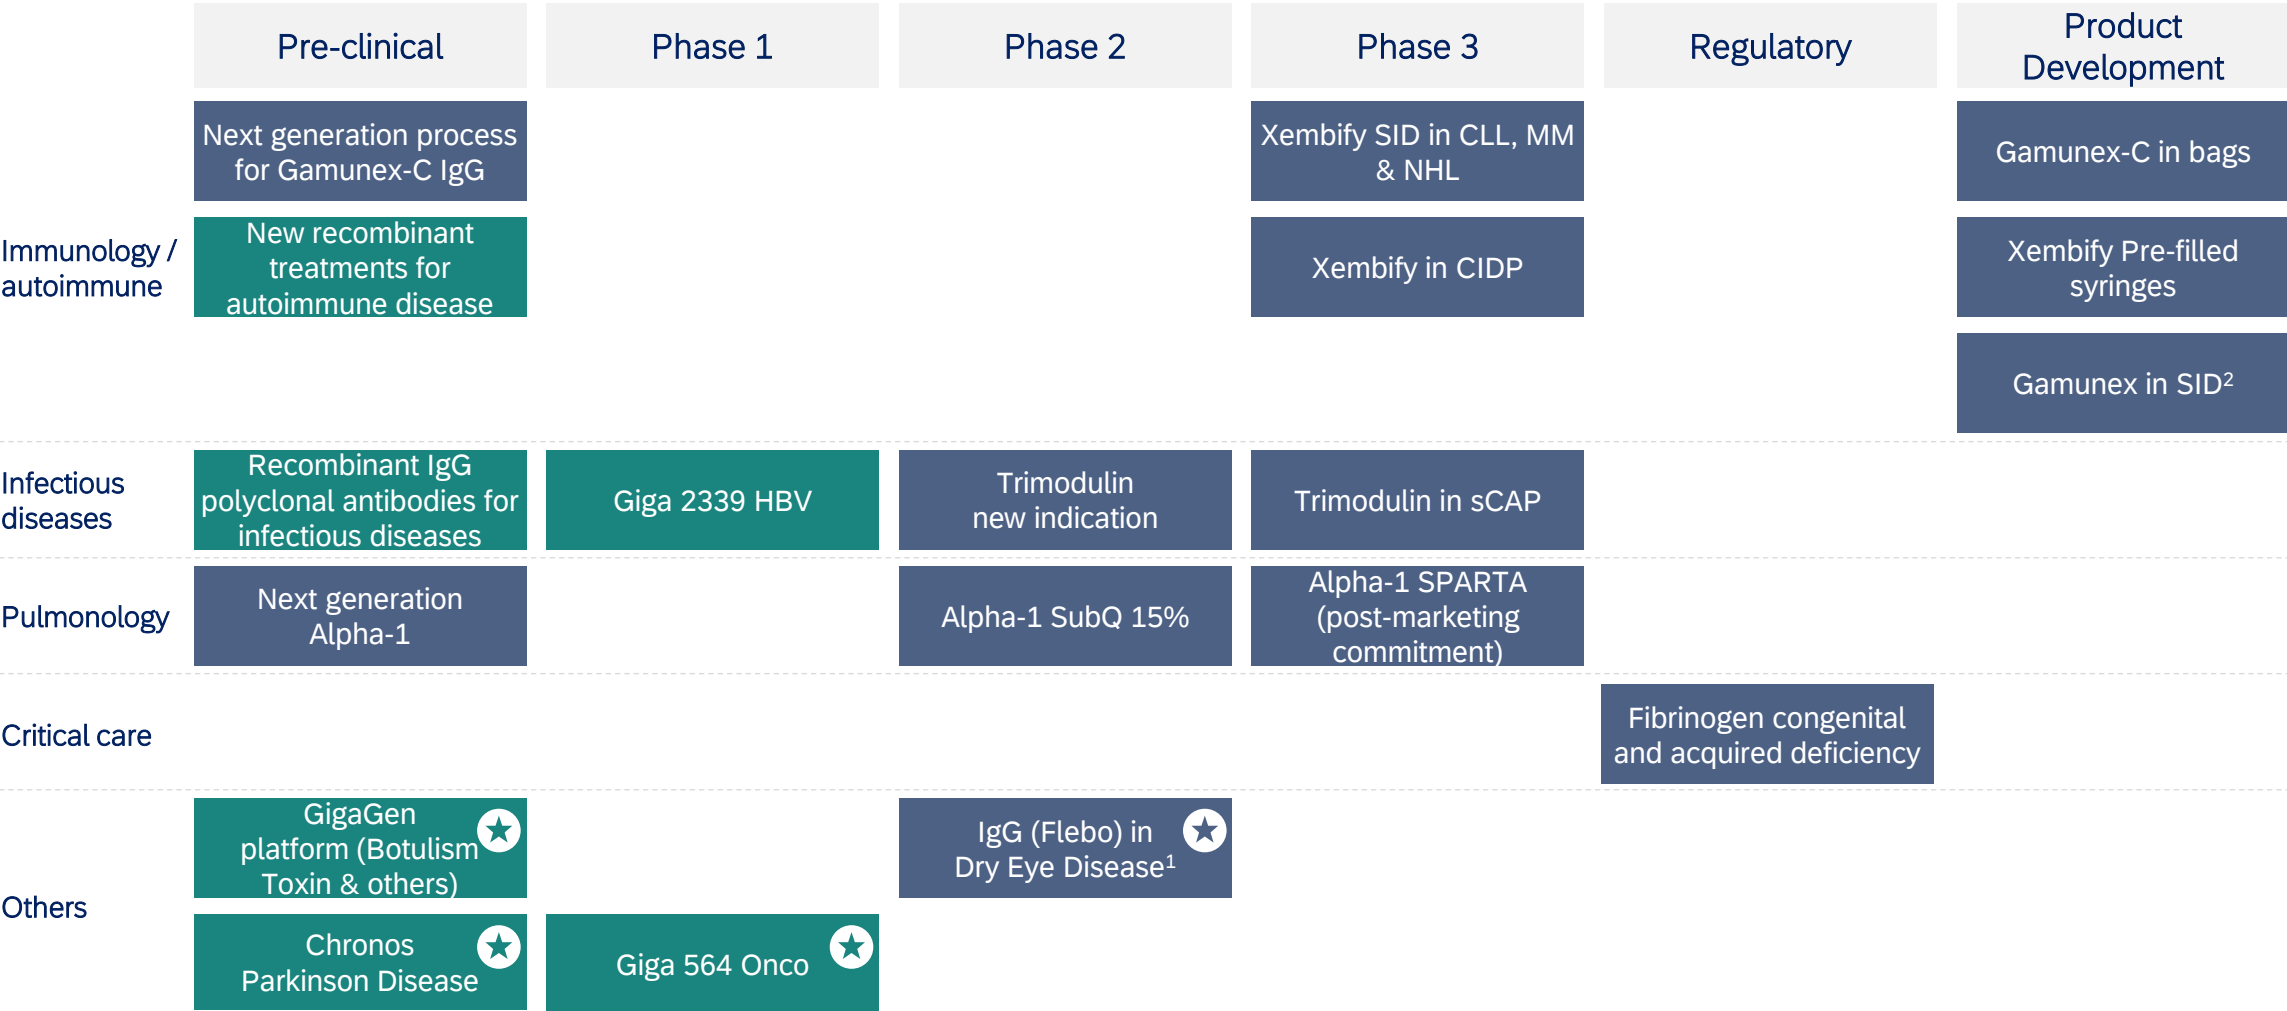 Pre-clinical
Phase 1
Phase 2
Phase 3
Regulatory
Product
Development
Immunology /
autoimmune
Next generation process
for Gamunex-C IgG
Xembify SID in CLL, MM
& NHL
Gamunex-C in bags
New recombinant
treatments for
autoimmune disease
Xembify in CIDP
Xembify Pre-filled
syringes
Gamunex in SID²
Infectious
diseases
Recombinant IgG
polyclonal antibodies for
infectious diseases
Giga 2339 HBV
Trimodulin
new indication
Trimodulin in sCAP
Pulmonology
Next generation
Alpha-1
Alpha-1 SubQ 15%
Alpha-1 SPARTA
(post-marketing
commitment)
Critical care
Fibrinogen congenital
and acquired deficiency
Others
GigaGen
platform (Botulism
Toxin & others)
IgG (Flebo) in
Dry Eye Disease¹
Chronos
Parkinson Disease
Giga 564 Onco